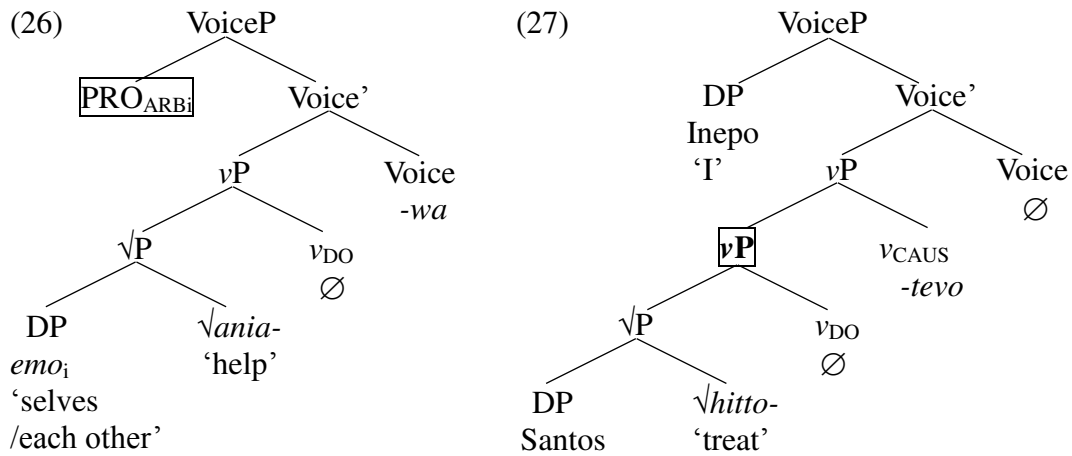 (26) VoiceP (27) VoiceP
PRO_ARBi Voice’ DP Voice’
Inepo
‘I’
vP Voice vP Voice
-wa ∅
√P v_DO vP v_CAUS
∅ -tevo
DP √ania- √P v_DO
emo_i ‘help’ ∅
‘selves DP √hitto-
/each other’ Santos ‘treat’